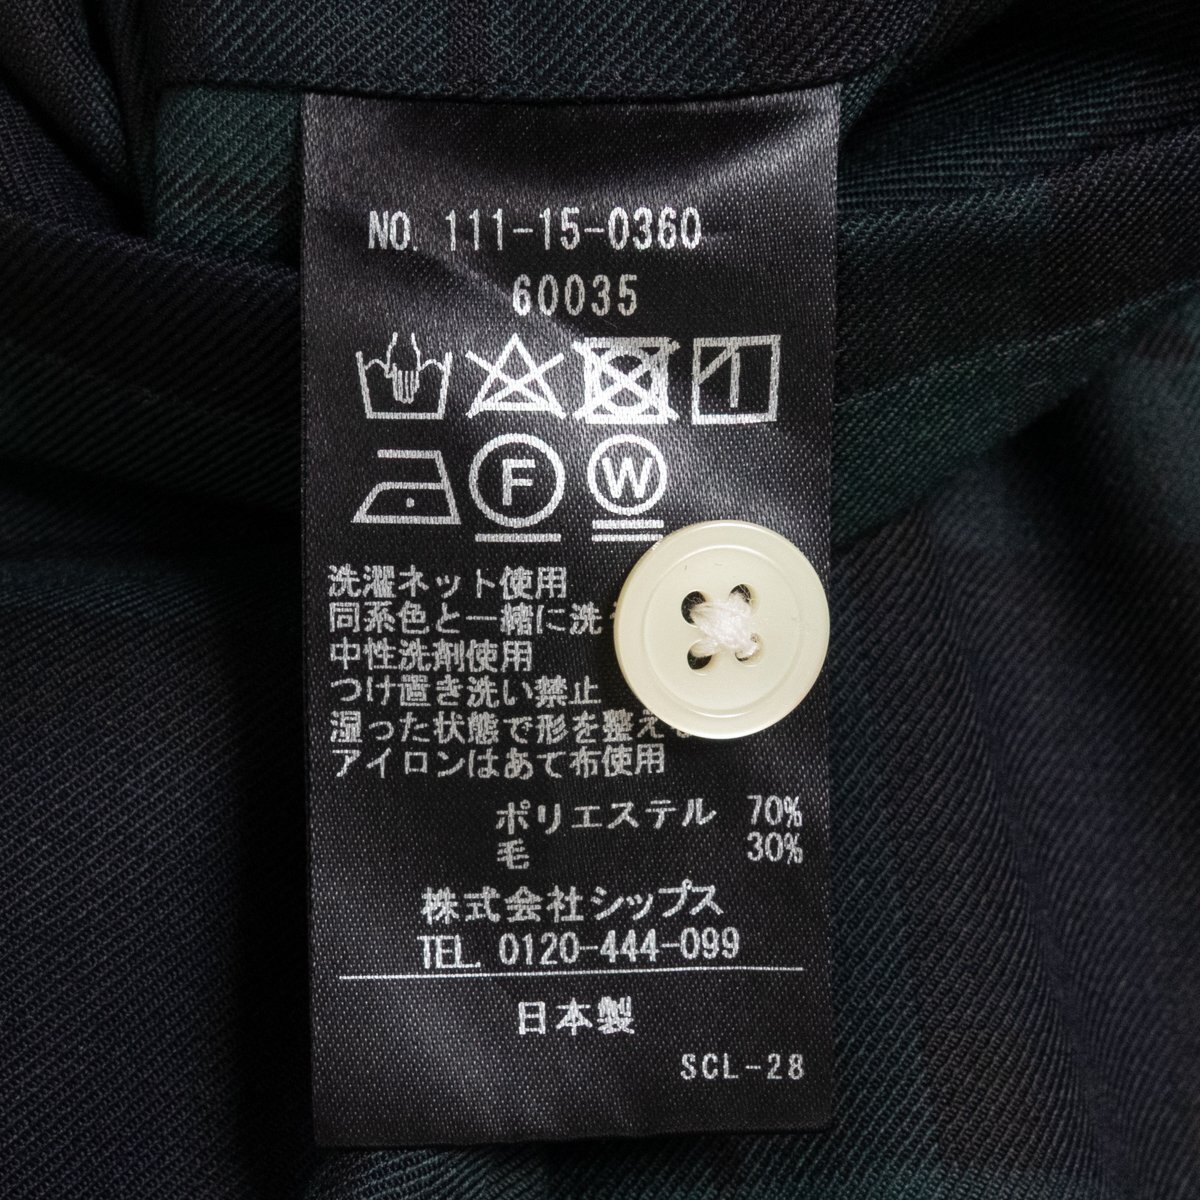 NO. 111-15-0360
60035
F W
洗濯ネット使用
同系色と一緒に洗う
中性洗剤使用
つけ置き洗い禁止
湿った状態で形を整える
アイロンはあて布使用
ポリエステル 70%
毛 30%
株式会社シップス
TEL 0120-444-099
日本製
SCL-28